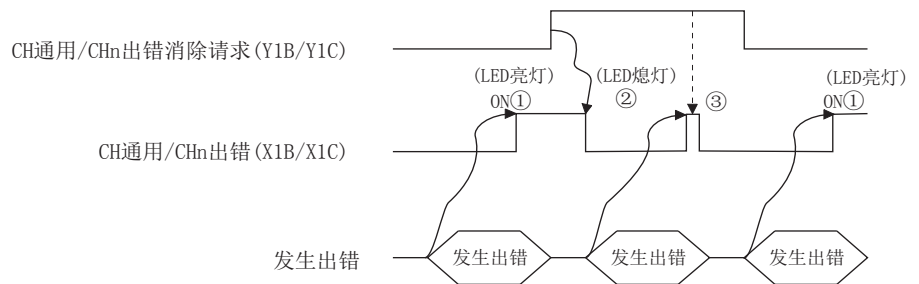 CH通用/CHn出错消除请求(Y1B/Y1C)
(LED亮灯)
ON①
(LED熄灯)
②
③
(LED亮灯)
ON①
CH通用/CHn出错(X1B/X1C)
发生出错
发生出错
发生出错
发生出错